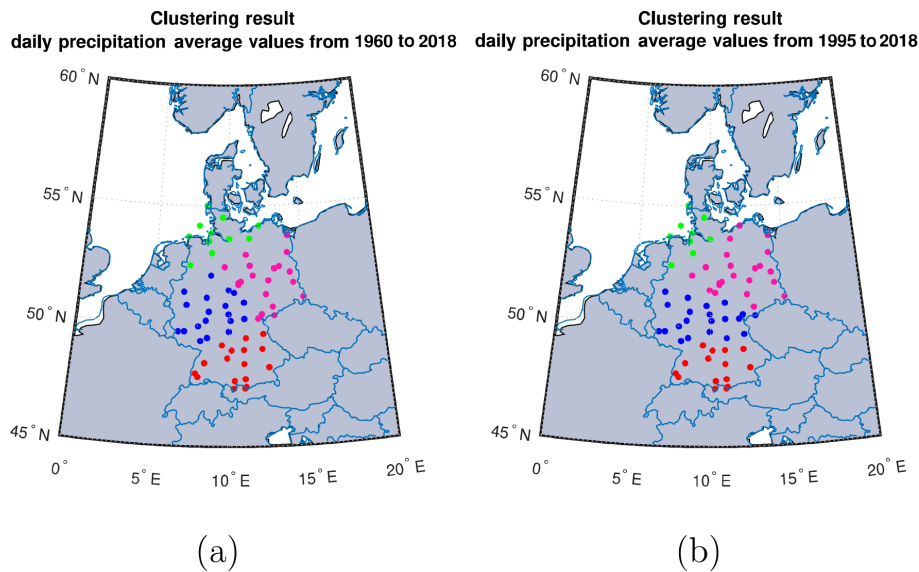 Clustering result
daily precipitation average values from 1960 to 2018
60° N
55° N
50° N
45° N
0°
5° E
10° E
15° E
20° E
(a)
Clustering result
daily precipitation average values from 1995 to 2018
60° N
55° N
50° N
45° N
0°
5° E
10° E
15° E
20° E
(b)